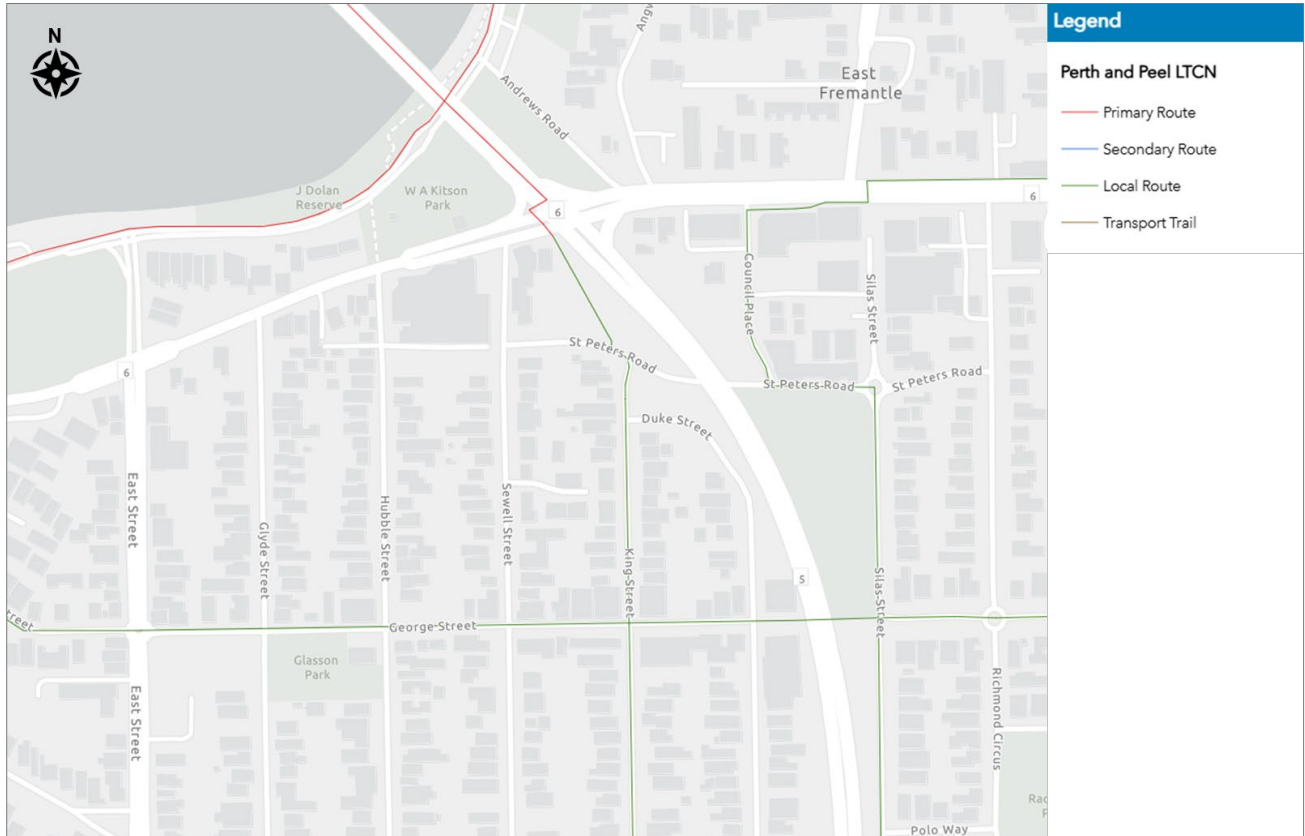 N
Legend
Perth and Peel LTCN
Primary Route
Secondary Route
Local Route
Transport Trail
Andrews Road
East
Fremantle
J Dolan
Reserve
W A Kitson
Park
6
6
Council Place
Silas Street
St Peters Road
St Peters Road
St Peters Road
6
Duke Street
East Street
Glyde Street
Hubble Street
Sewell Street
King Street
5
Silas Street
George Street
Glasson
Park
East Street
Richmond Circus
Polo Way